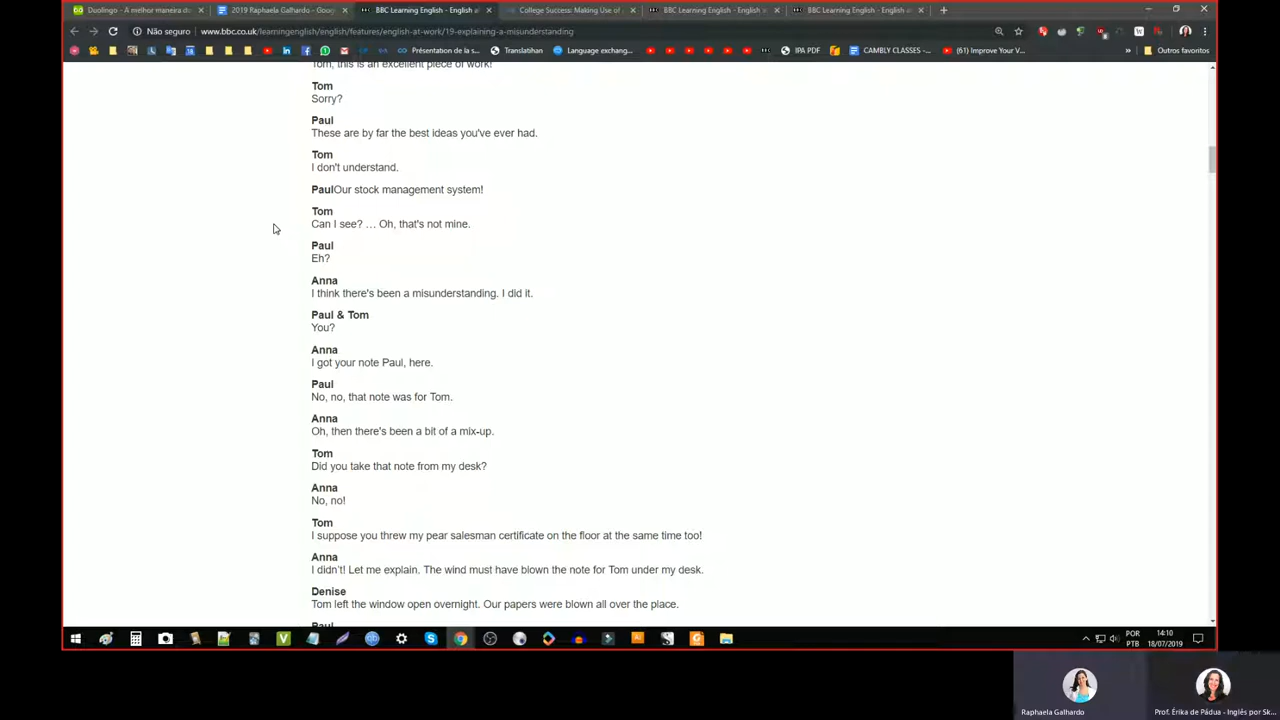 Duolingo - A melhor maneira do
2019 Raphaela Galhardo - Goog
BBC Learning English - English a
College Success: Making Use of
BBC Learning English - English
BBC Learning English - English a
Não seguro
www.bbc.co.uk/learningenglish/english/features/english-at-work/19-explaining-a-misunderstanding
Présentation de la s...
Translatihan
Language exchang...
IPA PDF
CAMBLY CLASSES -...
(61) Improve Your V...
Outros favoritos
Tom, this is an excellent piece of work!
Tom
Sorry?
Paul
These are by far the best ideas you've ever had.
Tom
I don't understand.
PaulOur stock management system!
Tom
Can I see? … Oh, that's not mine.
Paul
Eh?
Anna
I think there's been a misunderstanding. I did it.
Paul & Tom
You?
Anna
I got your note Paul, here.
Paul
No, no, that note was for Tom.
Anna
Oh, then there's been a bit of a mix-up.
Tom
Did you take that note from my desk?
Anna
No, no!
Tom
I suppose you threw my pear salesman certificate on the floor at the same time too!
Anna
I didn't! Let me explain. The wind must have blown the note for Tom under my desk.
Denise
Tom left the window open overnight. Our papers were blown all over the place.
Paul
POR
PTB
14:10
18/07/2019
Raphaela Galhardo
Prof. Érika de Pádua - Inglês por Sk...